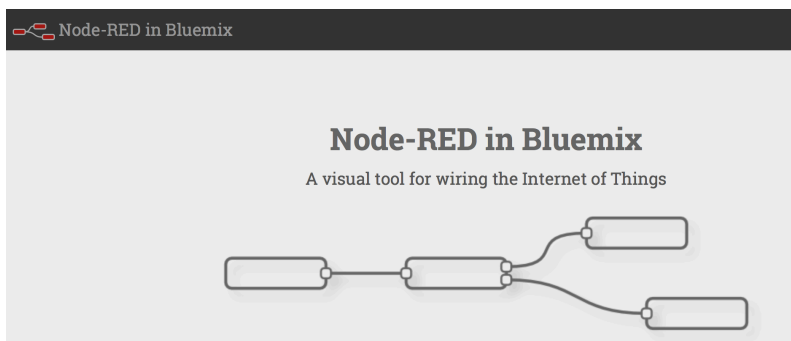 Node-RED in Bluemix
Node-RED in Bluemix
A visual tool for wiring the Internet of Things